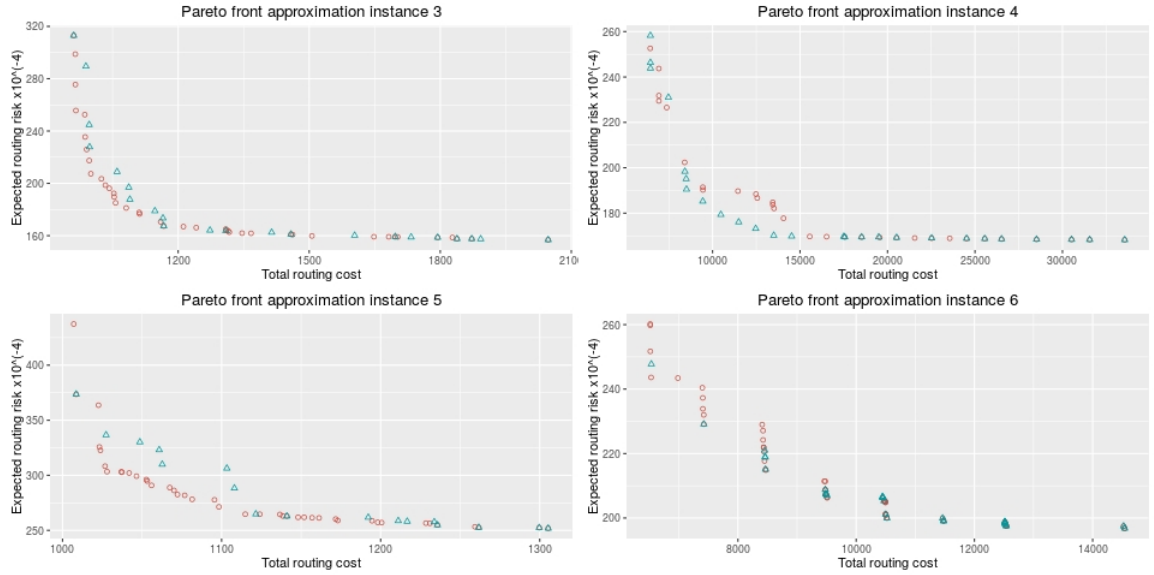 Pareto front approximation instance 3
Expected routing risk x10^(-4)
320
280
240
200
160
1200
1500
1800
2100
Total routing cost
Pareto front approximation instance 4
Expected routing risk x10^(-4)
260
240
220
200
180
10000
15000
20000
25000
30000
Total routing cost
Pareto front approximation instance 5
Expected routing risk x10^(-4)
400
350
300
250
1000
1100
1200
1300
Total routing cost
Pareto front approximation instance 6
Expected routing risk x10^(-4)
260
240
220
200
8000
10000
12000
14000
Total routing cost